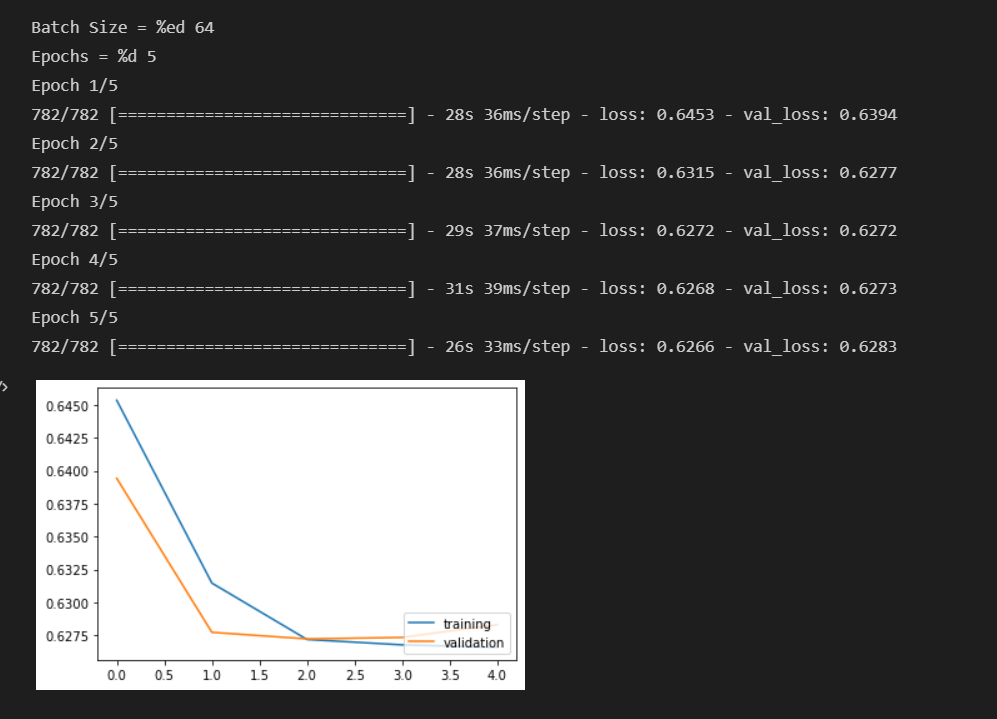 Batch Size = %ed 64
Epochs = %d 5
Epoch 1/5
782/782 [==============================] - 28s 36ms/step - loss: 0.6453 - val_loss: 0.6394
Epoch 2/5
782/782 [==============================] - 28s 36ms/step - loss: 0.6315 - val_loss: 0.6277
Epoch 3/5
782/782 [==============================] - 29s 37ms/step - loss: 0.6272 - val_loss: 0.6272
Epoch 4/5
782/782 [==============================] - 31s 39ms/step - loss: 0.6268 - val_loss: 0.6273
Epoch 5/5
782/782 [==============================] - 26s 33ms/step - loss: 0.6266 - val_loss: 0.6283
0.6450
0.6425
0.6400
0.6375
0.6350
0.6325
0.6300
0.6275
training
validation
0.0 0.5 1.0 1.5 2.0 2.5 3.0 3.5 4.0